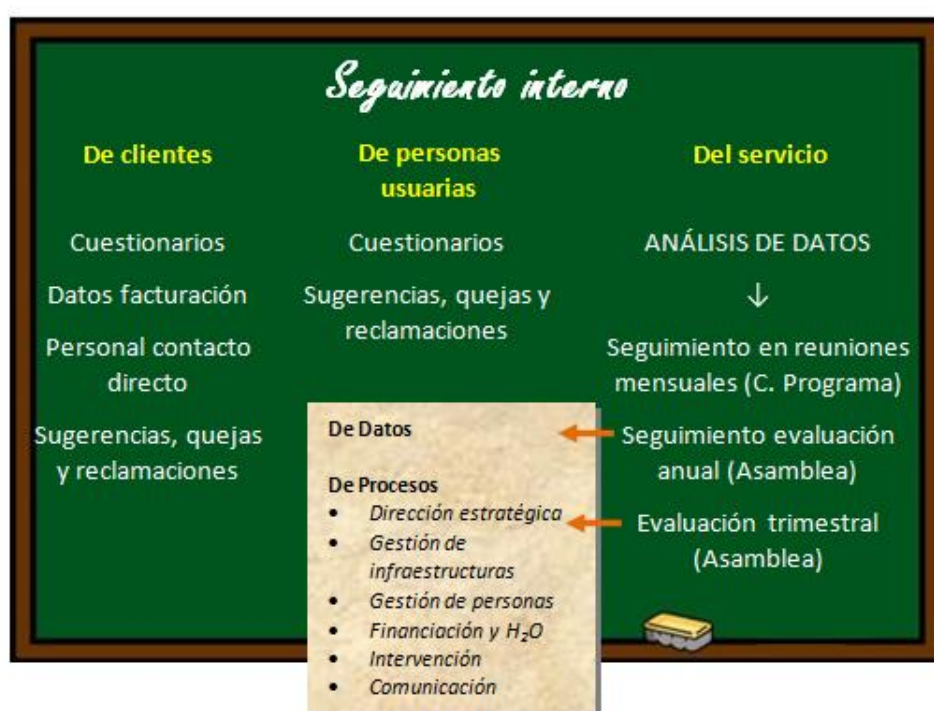 Seguimiento interno
De clientes
Cuestionarios
Datos facturación
Personal contacto
directo
Sugerencias, quejas
y reclamaciones
De personas
usuarias
Cuestionarios
Sugerencias, quejas y
reclamaciones
Del servicio
ANÁLISIS DE DATOS
↓
Seguimiento en reuniones
mensuales (C. Programa)
Seguimiento evaluación
anual (Asamblea)
Evaluación trimestral
(Asamblea)
De Datos
De Procesos
• Dirección estratégica
• Gestión de
infraestructuras
• Gestión de personas
• Financiación y H₂O
• Intervención
• Comunicación